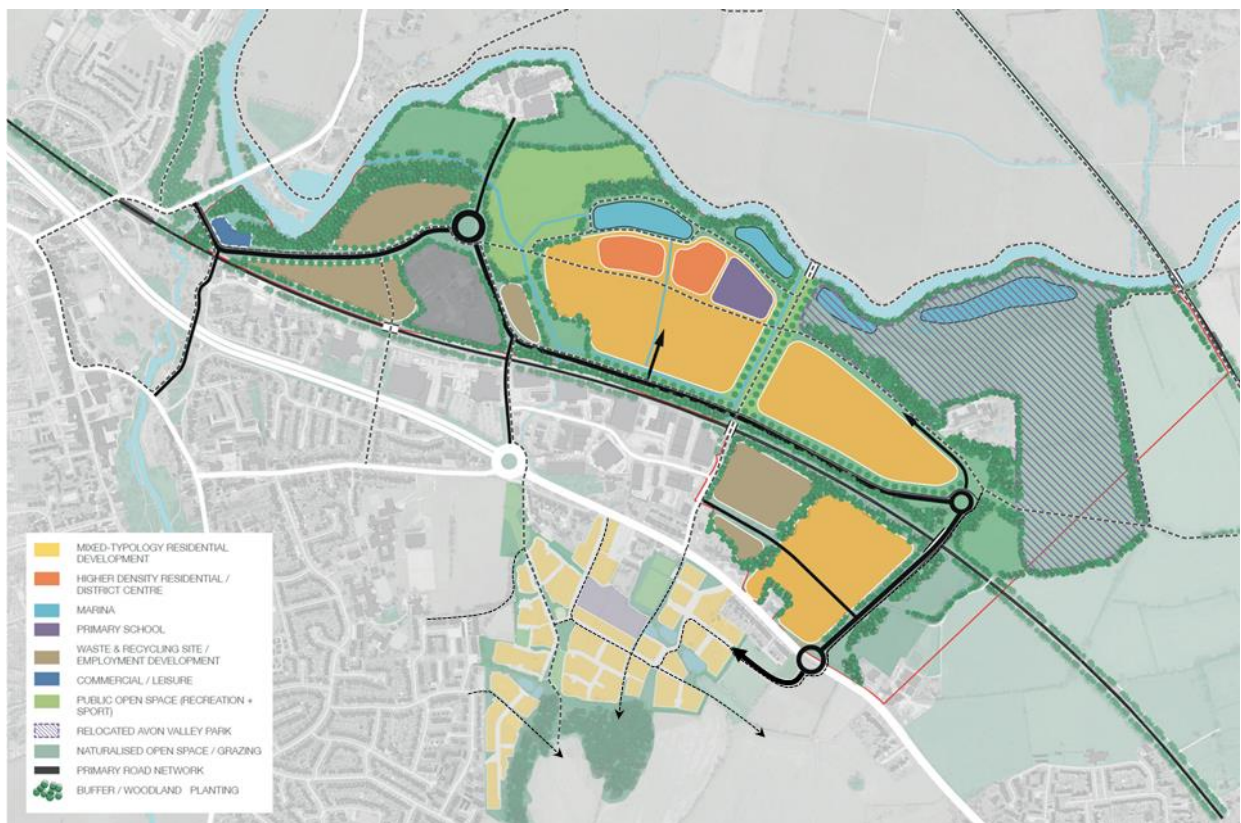 MIXED-TYPOLOGY RESIDENTIAL
DEVELOPMENT
HIGHER DENSITY RESIDENTIAL /
DISTRICT CENTRE
MARINA
PRIMARY SCHOOL
WASTE & RECYCLING SITE /
EMPLOYMENT DEVELOPMENT
COMMERCIAL / LEISURE
PUBLIC OPEN SPACE (RECREATION +
SPORT)
RELOCATED AVON VALLEY PARK
NATURALISED OPEN SPACE / GRAZING
PRIMARY ROAD NETWORK
BUFFER / WOODLAND PLANTING